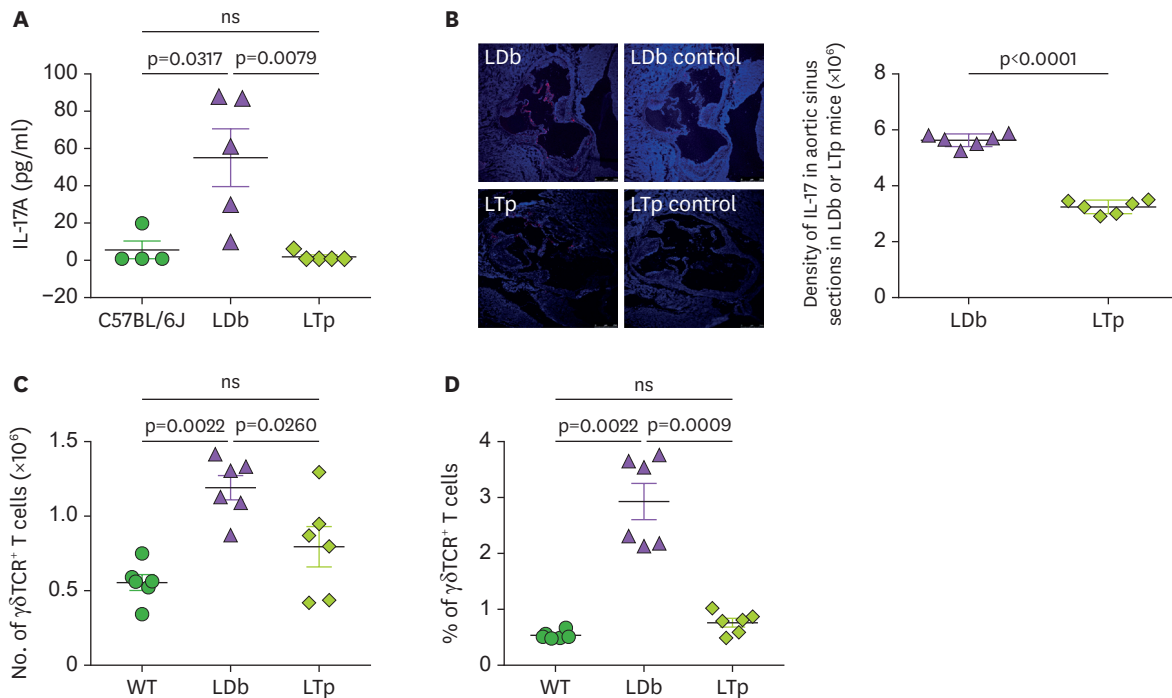 A
ns
p=0.0317 p=0.0079
IL-17A (pg/ml)
100
80
60
40
20
0
−20
C57BL/6J LDb LTp
B
LDb
LDb control
LTp
LTp control
Density of IL-17 in aortic sinus
sections in LDb or LTp mice (×10⁶)
p<0.0001
8
6
4
2
0
LDb LTp
C
ns
p=0.0022 p=0.0260
No. of γδTCR⁺ T cells (×10⁶)
1.5
1.0
0.5
0
WT LDb LTp
D
ns
p=0.0022 p=0.0009
% of γδTCR⁺ T cells
4
3
2
1
0
WT LDb LTp